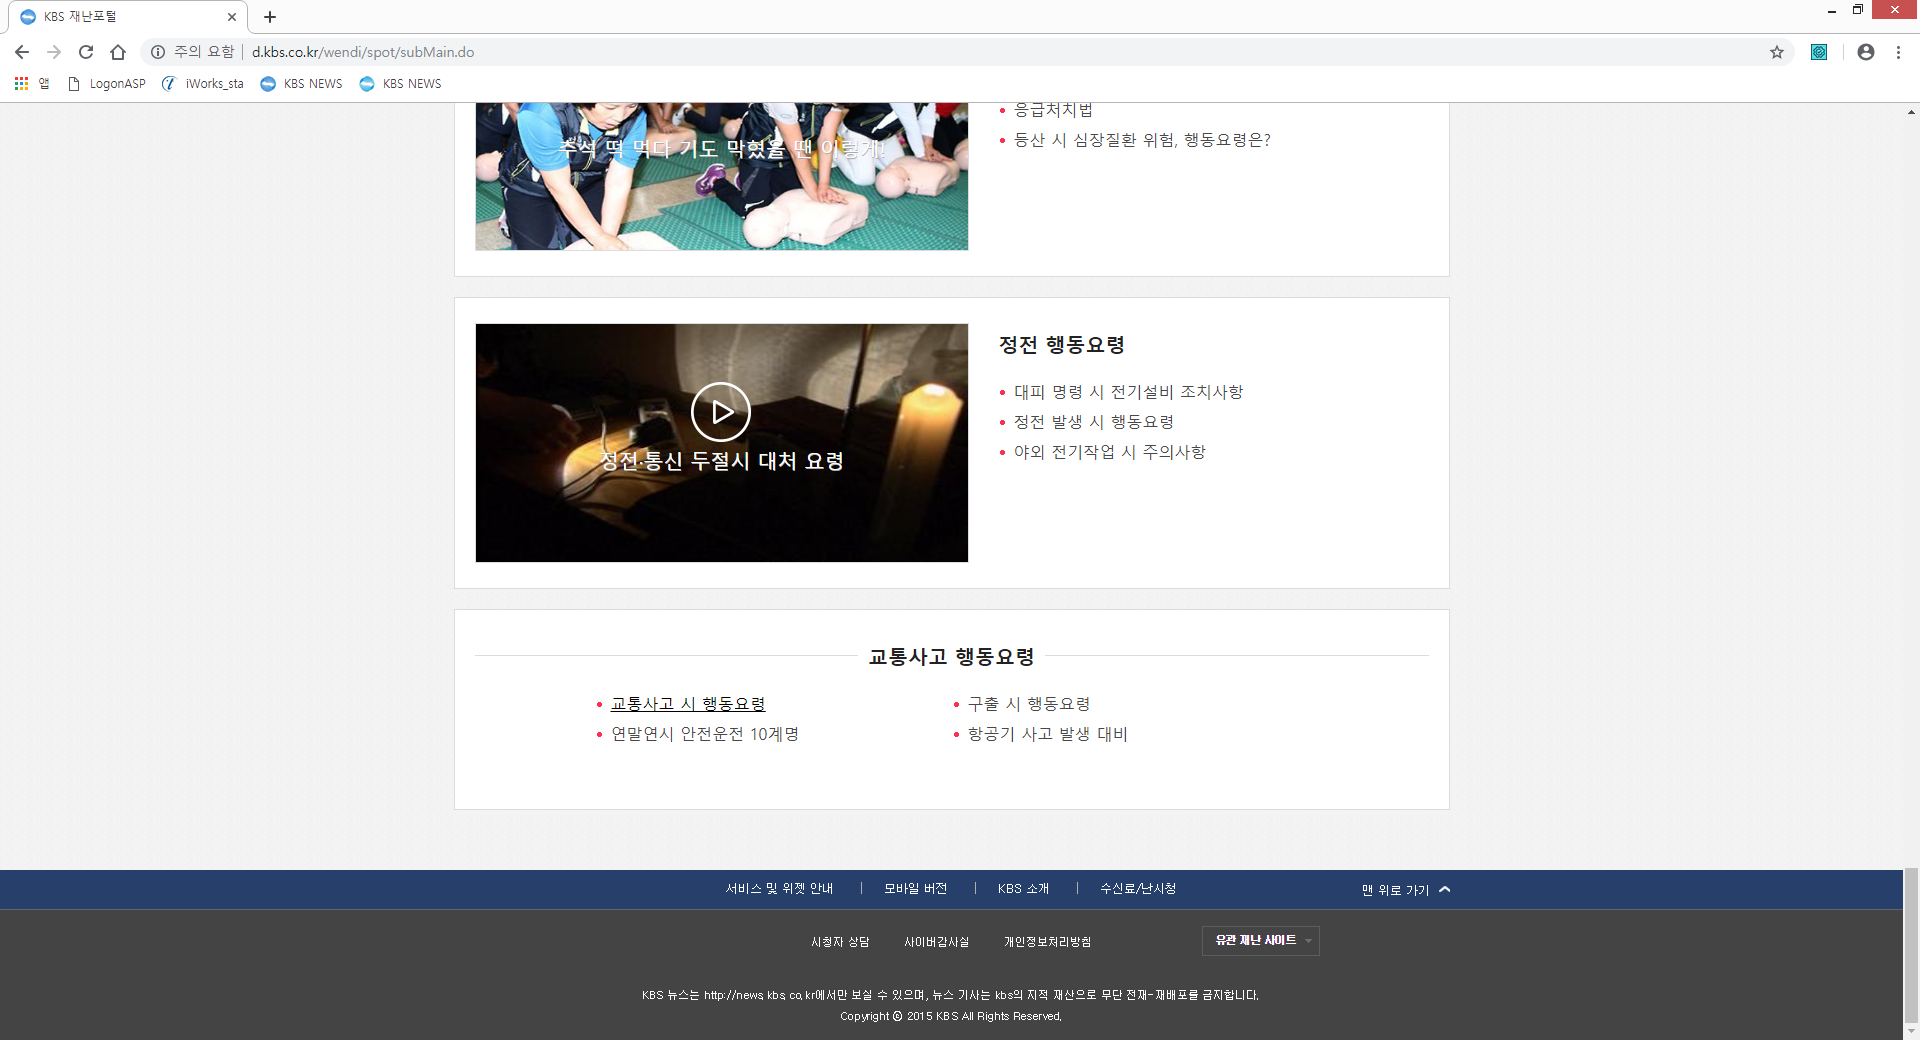 KBS 재난포털
주의 요함 d.kbs.co.kr/wendi/spot/subMain.do
앱 LogonASP iWorks_sta KBS NEWS KBS NEWS
추석 떡 먹다 기도 막혔을 땐 이렇게!
응급처치법
등산 시 심장질환 위험, 행동요령은?
정전·통신 두절시 대처 요령
정전 행동요령
대피 명령 시 전기설비 조치사항
정전 발생 시 행동요령
야외 전기작업 시 주의사항
교통사고 행동요령
교통사고 시 행동요령
구출 시 행동요령
연말연시 안전운전 10계명
항공기 사고 발생 대비
서비스 및 위젯 안내 모바일 버전 KBS 소개 수신료/난시청 맨 위로 가기
시청자 상담 사이버감사실 개인정보처리방침 유관 재난 사이트
KBS 뉴스는 http://news.kbs.co.kr에서만 보실 수 있으며, 뉴스 기사는 kbs의 지적 재산으로 무단 전재-재배포를 금지합니다.
Copyright ⓒ 2015 KBS All Rights Reserved.